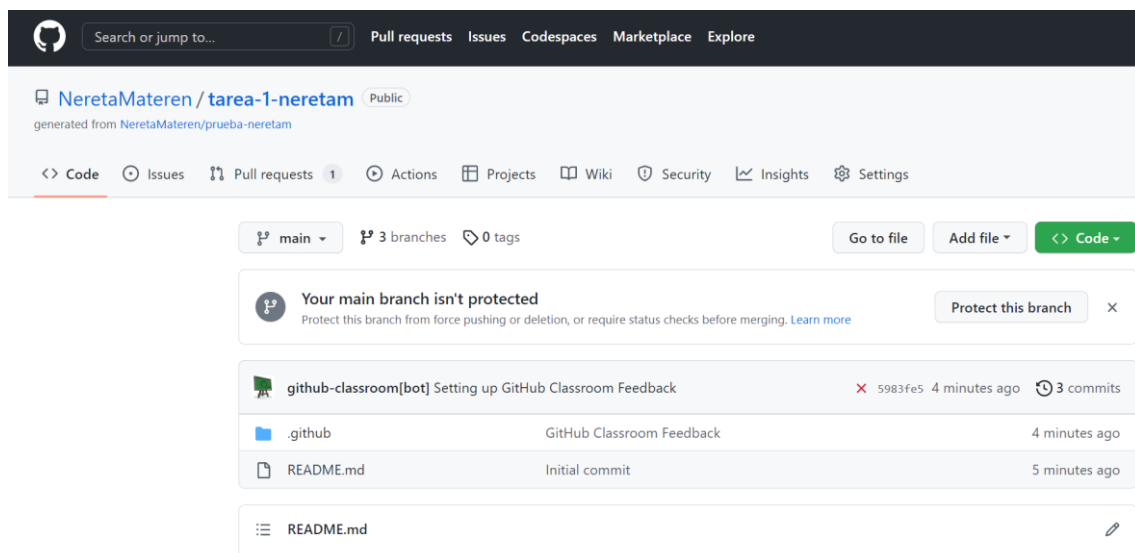 Search or jump to... / Pull requests Issues Codespaces Marketplace Explore
NeretaMateren / tarea-1-neretam Public
generated from NeretaMateren/prueba-neretam
<> Code Issues Pull requests 1 Actions Projects Wiki Security Insights Settings
main 3 branches 0 tags Go to file Add file <> Code
Your main branch isn't protected
Protect this branch from force pushing or deletion, or require status checks before merging. Learn more
Protect this branch ×
github-classroom[bot] Setting up GitHub Classroom Feedback × 5983fe5 4 minutes ago 3 commits
.github GitHub Classroom Feedback 4 minutes ago
README.md Initial commit 5 minutes ago
README.md